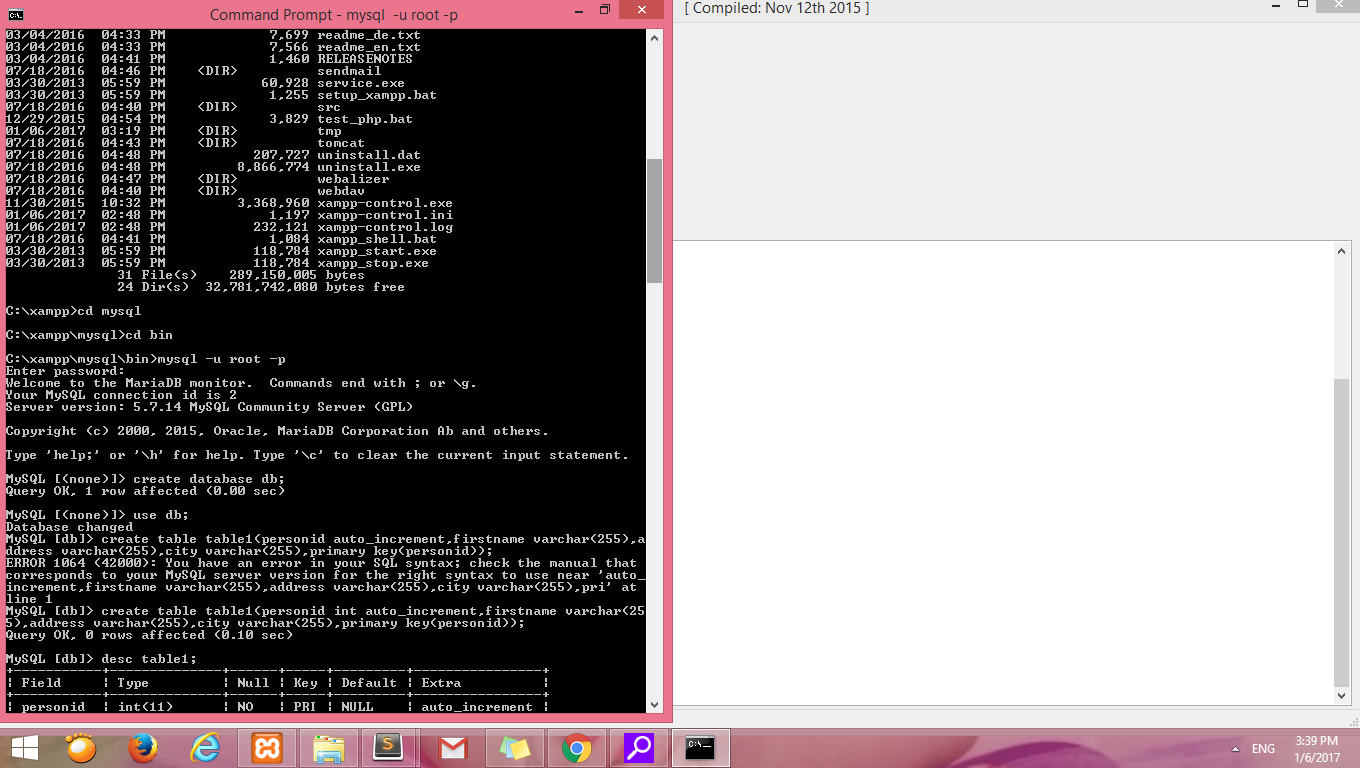 Command Prompt - mysql  -u root -p
[ Compiled: Nov 12th 2015 ]
03/04/2016  04:33 PM             7,699 readme_de.txt
03/04/2016  04:33 PM             7,566 readme_en.txt
03/04/2016  04:41 PM             1,460 RELEASENOTES
07/18/2016  04:46 PM    <DIR>          sendmail
03/30/2013  05:59 PM            60,928 service.exe
03/30/2013  05:59 PM             1,255 setup_xampp.bat
07/18/2016  04:40 PM    <DIR>          src
12/29/2015  04:54 PM             3,829 test_php.bat
01/06/2017  03:19 PM    <DIR>          tmp
07/18/2016  04:43 PM    <DIR>          tomcat
07/18/2016  04:48 PM           207,727 uninstall.dat
07/18/2016  04:48 PM         8,866,774 uninstall.exe
07/18/2016  04:47 PM    <DIR>          webalizer
07/18/2016  04:40 PM    <DIR>          webdav
11/30/2015  10:32 PM         3,368,960 xampp-control.exe
01/06/2017  02:48 PM             1,197 xampp-control.ini
01/06/2017  02:48 PM           232,121 xampp-control.log
07/18/2016  04:41 PM             1,084 xampp_shell.bat
03/30/2013  05:59 PM           118,784 xampp_start.exe
03/30/2013  05:59 PM           118,784 xampp_stop.exe
31 File(s)    289,150,005 bytes
24 Dir(s)  32,781,742,080 bytes free
C:\xampp>cd mysql
C:\xampp\mysql>cd bin
C:\xampp\mysql\bin>mysql -u root -p
Enter password:
Welcome to the MariaDB monitor.  Commands end with ; or \g.
Your MySQL connection id is 2
Server version: 5.7.14 MySQL Community Server (GPL)
Copyright (c) 2000, 2015, Oracle, MariaDB Corporation Ab and others.
Type 'help;' or '\h' for help. Type '\c' to clear the current input statement.
MySQL [(none)]> create database db;
Query OK, 1 row affected (0.00 sec)
MySQL [(none)]> use db;
Database changed
MySQL [db]> create table table1(personid auto_increment,firstname varchar(255),a
ddress varchar(255),city varchar(255),primary key(personid));
ERROR 1064 (42000): You have an error in your SQL syntax; check the manual that
corresponds to your MySQL server version for the right syntax to use near 'auto_
increment,firstname varchar(255),address varchar(255),city varchar(255),pri' at
line 1
MySQL [db]> create table table1(personid int auto_increment,firstname varchar(25
5),address varchar(255),city varchar(255),primary key(personid));
Query OK, 0 rows affected (0.10 sec)
MySQL [db]> desc table1;
+-----------+--------------+------+-----+---------+----------------+
| Field     | Type         | Null | Key | Default | Extra          |
+-----------+--------------+------+-----+---------+----------------+
| personid  | int(11)      | NO   | PRI | NULL    | auto_increment |
ENG
3:39 PM
1/6/2017